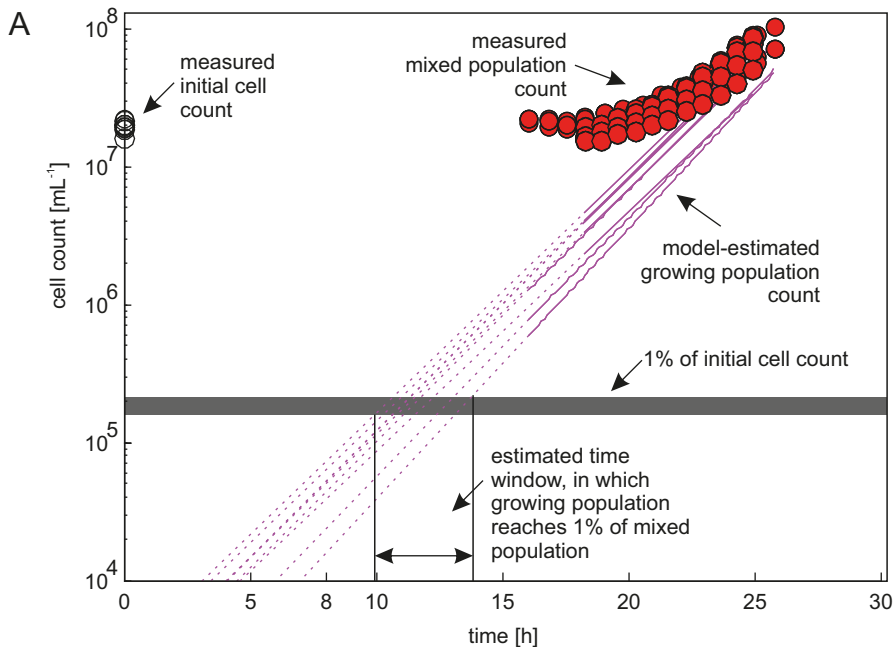 A
10^8
measured
initial cell
count
measured
mixed population
count
10^7
cell count [mL^-1]
model-estimated
growing population
count
10^6
1% of initial cell count
10^5
estimated time
window, in which
growing population
reaches 1% of mixed
population
10^4
0 5 8 10 15 20 25 30
time [h]